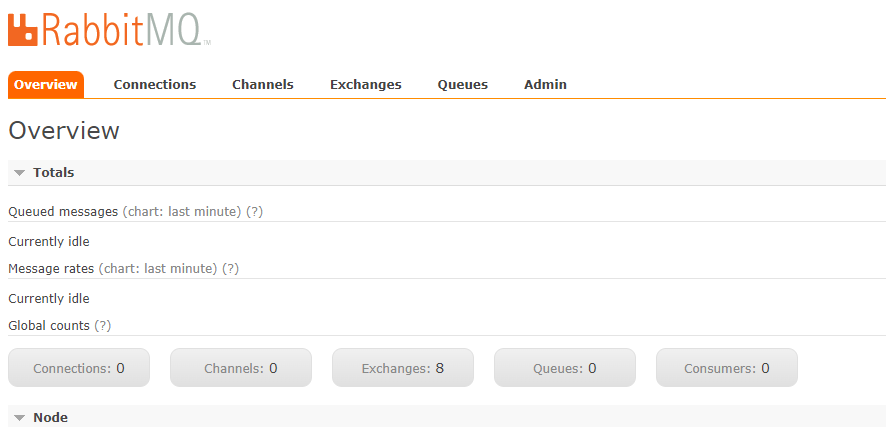 RabbitMQ™
Overview Connections Channels Exchanges Queues Admin
Overview
Totals
Queued messages (chart: last minute) (?)
Currently idle
Message rates (chart: last minute) (?)
Currently idle
Global counts (?)
Connections: 0 Channels: 0 Exchanges: 8 Queues: 0 Consumers: 0
Node